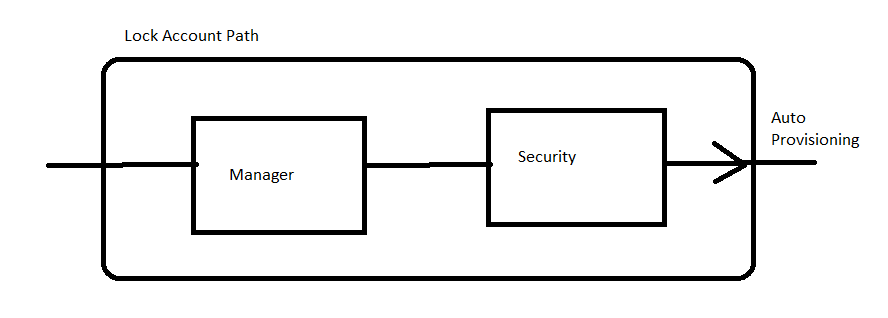 Lock Account Path
Manager
Security
Auto
Provisioning